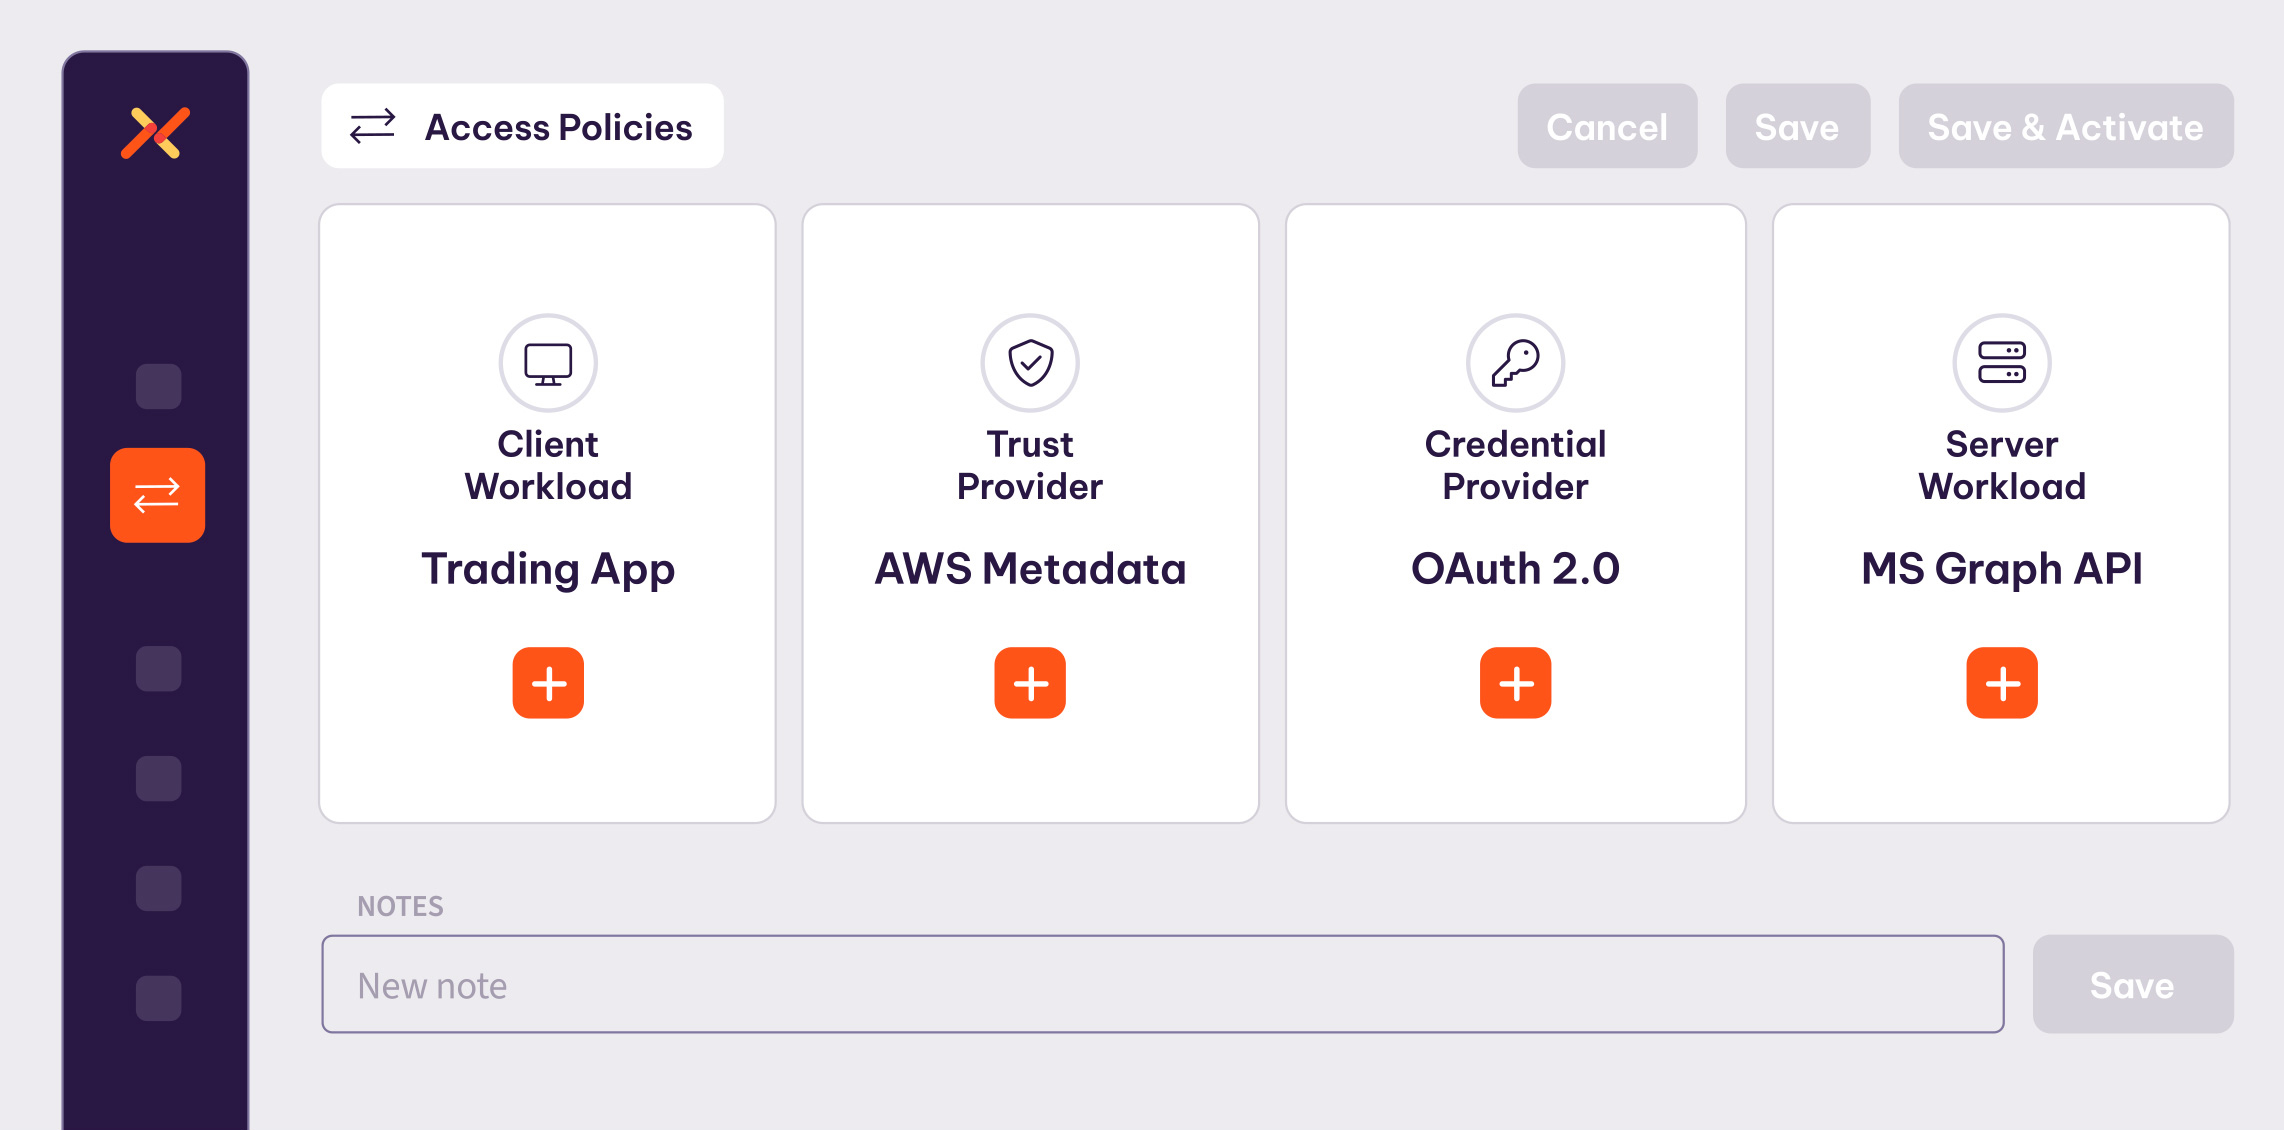 Access Policies
Cancel
Save
Save & Activate
Client
Workload
Trading App
Trust
Provider
AWS Metadata
Credential
Provider
OAuth 2.0
Server
Workload
MS Graph API
NOTES
New note
Save